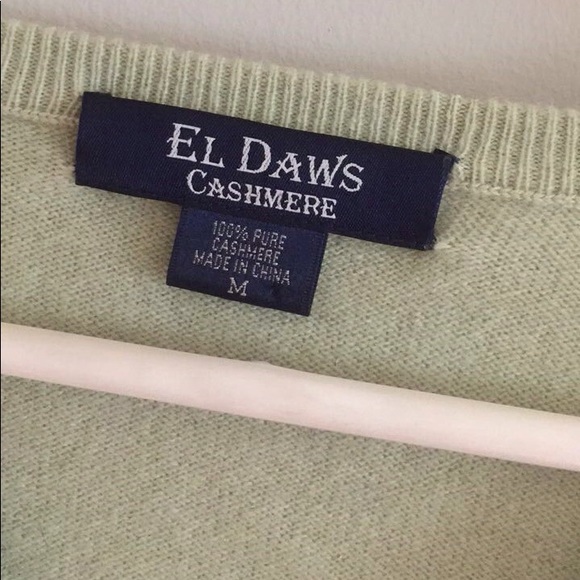 EL DAWS
CASHMERE
100% PURE
CASHMERE
MADE IN CHINA
M